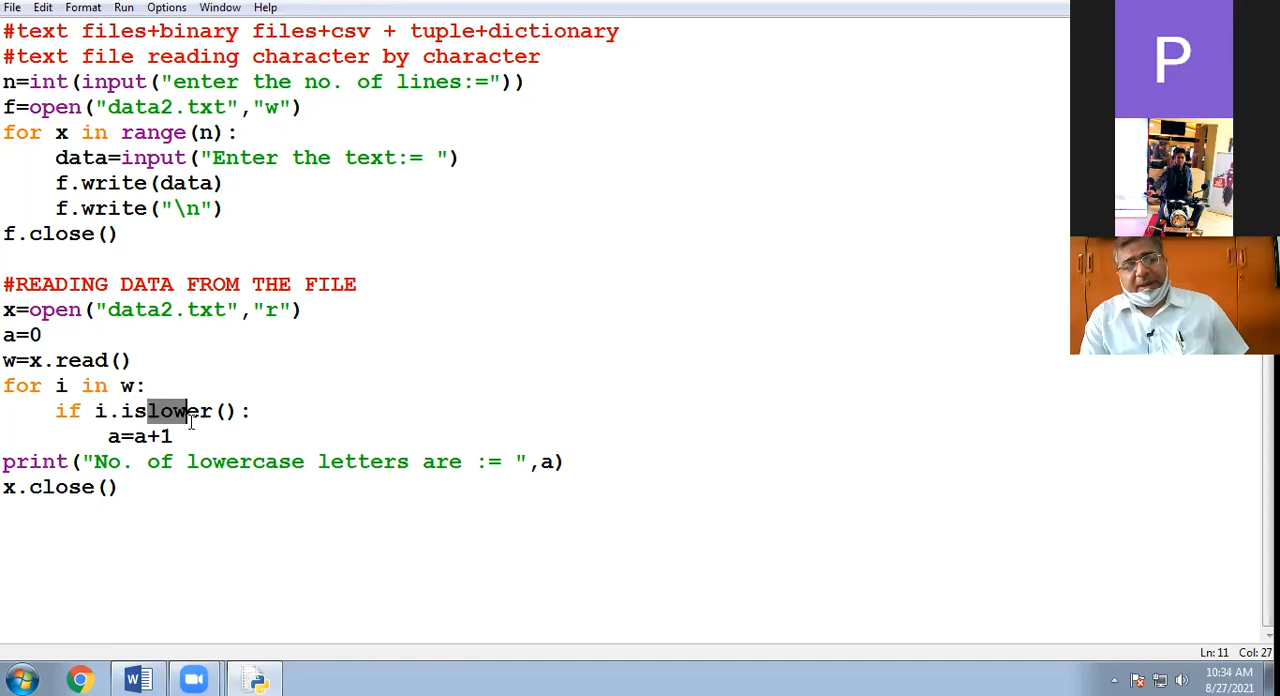 File Edit Format Run Options Window Help
#text files+binary files+csv + tuple+dictionary
#text file reading character by character
n=int(input("enter the no. of lines:="))
f=open("data2.txt","w")
for x in range(n):
    data=input("Enter the text:= ")
    f.write(data)
    f.write("\n")
f.close()
#READING DATA FROM THE FILE
x=open("data2.txt","r")
a=0
w=x.read()
for i in w:
    if i.islower():
        a=a+1
print("No. of lowercase letters are := ",a)
x.close()
P
Ln: 11 Col: 27
W
10:34 AM
8/27/2021